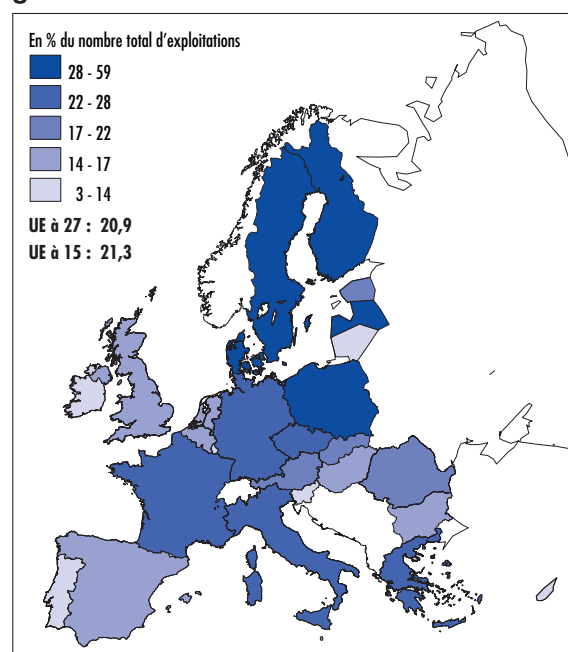 En % du nombre total d'exploitations
28 - 59
22 - 28
17 - 22
14 - 17
3 - 14
UE à 27 : 20,9
UE à 15 : 21,3